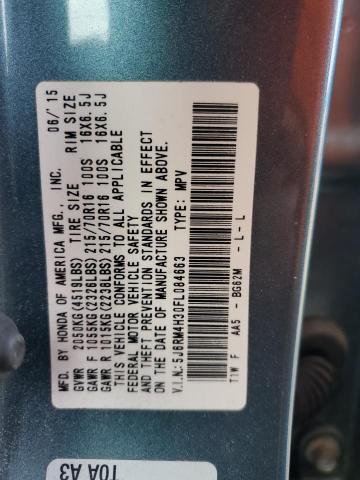 MFD. BY HONDA OF AMERICA MFG., INC. 06/'15
GVWR 2050KG(4519LBS) TIRE SIZE RIM SIZE
GAWR F 1055KG(2326LBS)215/70R16 100S 16X6.5J
GAWR R 1015KG(2238LBS)215/70R16 100S 16X6.5J
THIS VEHICLE CONFORMS TO ALL APPLICABLE
FEDERAL MOTOR VEHICLE SAFETY
AND THEFT PREVENTION STANDARDS IN EFFECT
ON THE DATE OF MANUFACTURE SHOWN ABOVE.
V.I.N.:5J6RM4H30FL084663 TYPE: MPV
T1W F AA5 - BG62M - L - L
T0A A3